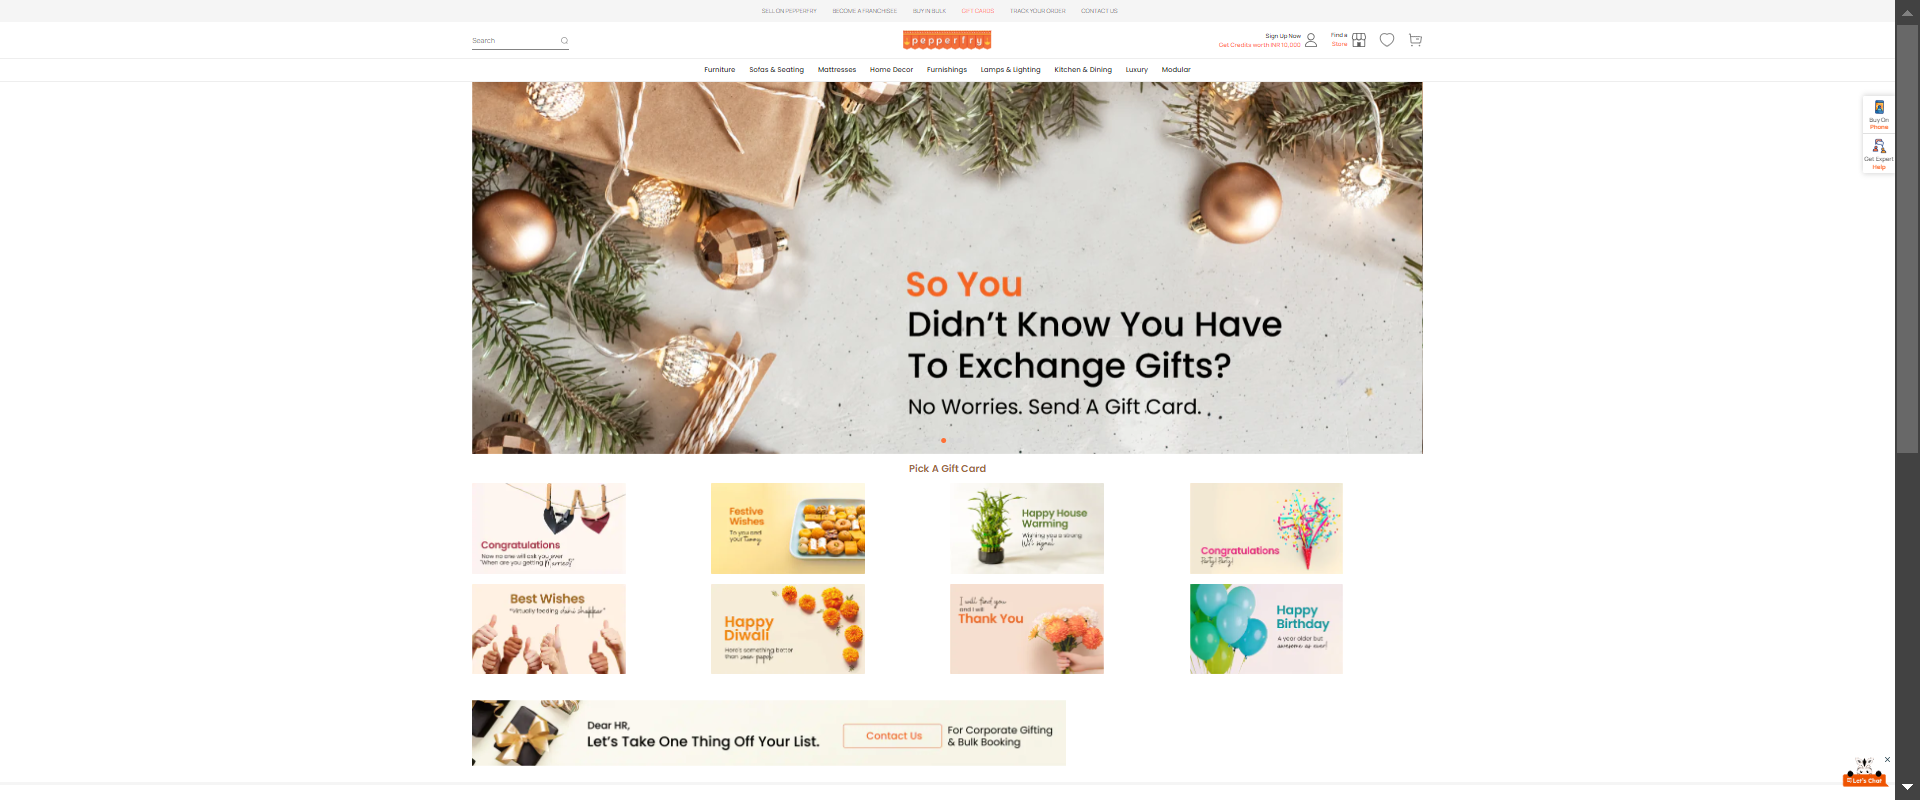 SELL ON PEPPERFRY BECOME A FRANCHISEE BUY IN BULK GIFT CARDS TRACK YOUR ORDER CONTACT US
Search
pepperfry
Sign Up Now
Get Credits worth INR 10,000
Find a
Store
Furniture Sofas & Seating Mattresses Home Decor Furnishings Lamps & Lighting Kitchen & Dining Luxury Modular
Buy On
Phone
Get Expert
Help
So You
Didn't Know You Have
To Exchange Gifts?
No Worries. Send A Gift Card.
Pick A Gift Card
Congratulations
Now no one will ask you ever
"When are you getting Married?"
Festive
Wishes
To you and
your Tummy
Happy House
Warming
Wishing you a strong
Wi-Fi signal
Congratulations
Party! Party!
Best Wishes
"Virtually feeding dahi shakkar"
Happy
Diwali
Here's something better
than soan papdi
I will find you
and I will
Thank You
Happy
Birthday
A year older but
awesome as ever!
Dear HR,
Let's Take One Thing Off Your List.
Contact Us
For Corporate Gifting
& Bulk Booking
Let's Chat